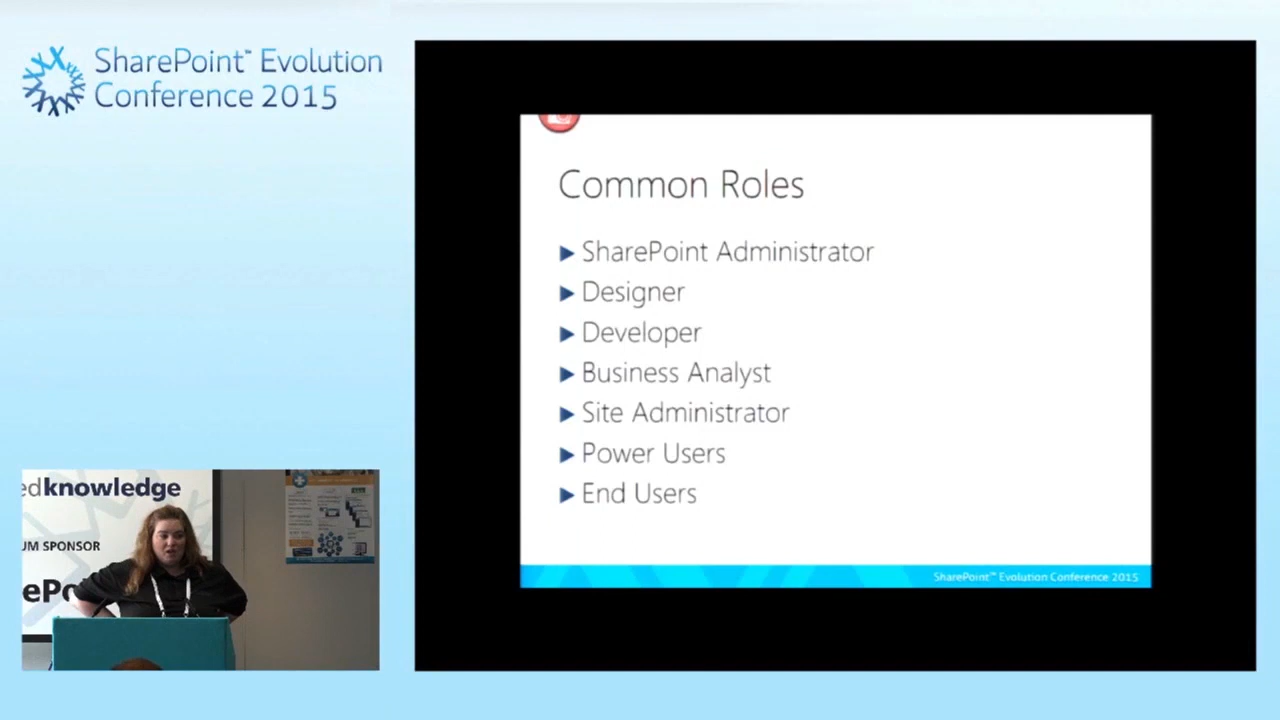 SharePoint™ Evolution
Conference 2015
Common Roles
SharePoint Administrator
Designer
Developer
Business Analyst
Site Administrator
Power Users
End Users
SharePoint™ Evolution Conference 2015
edknowledge
UM SPONSOR
ePo